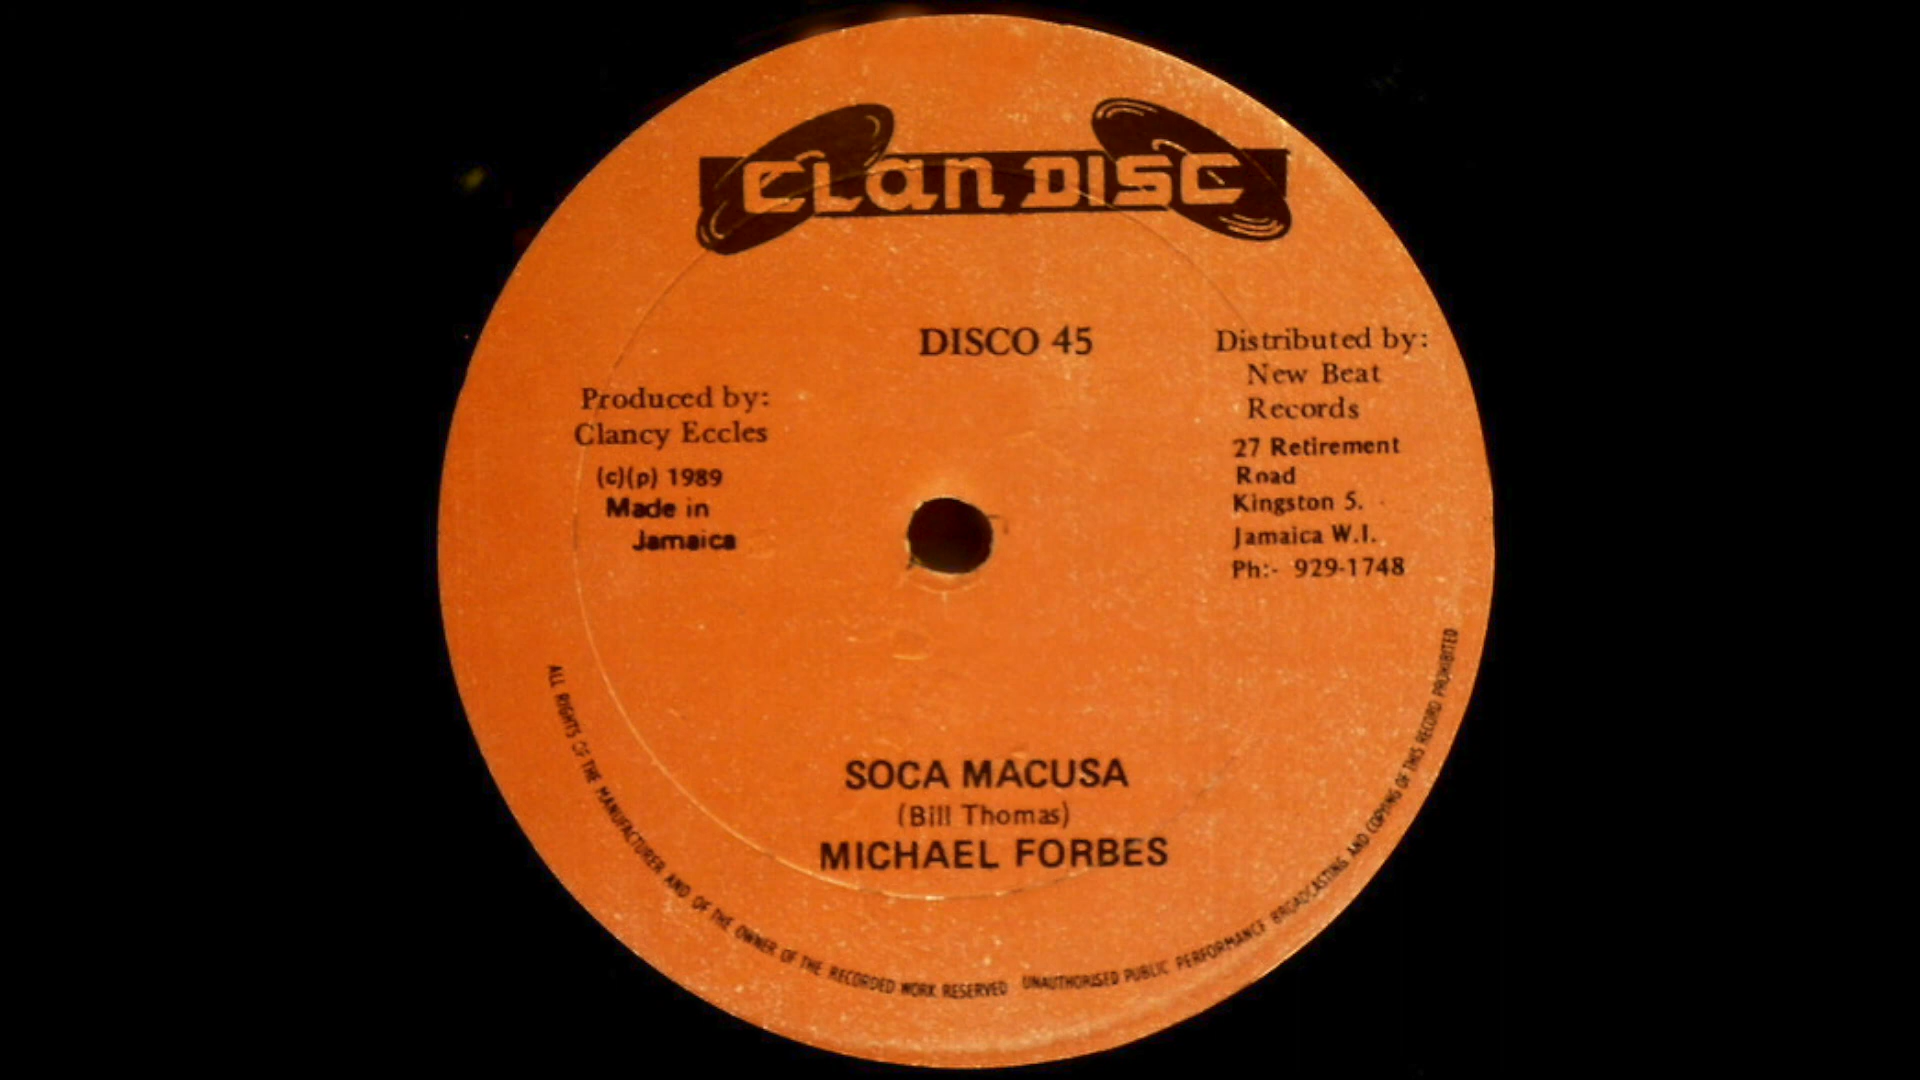 CLan DISC
DISCO 45
Produced by:
Clancy Eccles
(c)(p) 1989
Made in
Jamaica
Distributed by:
New Beat
Records
27 Retirement
Road
Kingston 5.
Jamaica W.I.
Ph:- 929-1748
SOCA MACUSA
(Bill Thomas)
MICHAEL FORBES
ALL RIGHTS OF THE MANUFACTURER AND OF THE OWNER OF THE RECORDED WORK RESERVED UNAUTHORISED PUBLIC PERFORMANCE BROADCASTING AND COPYING OF THIS RECORD PROHIBITED